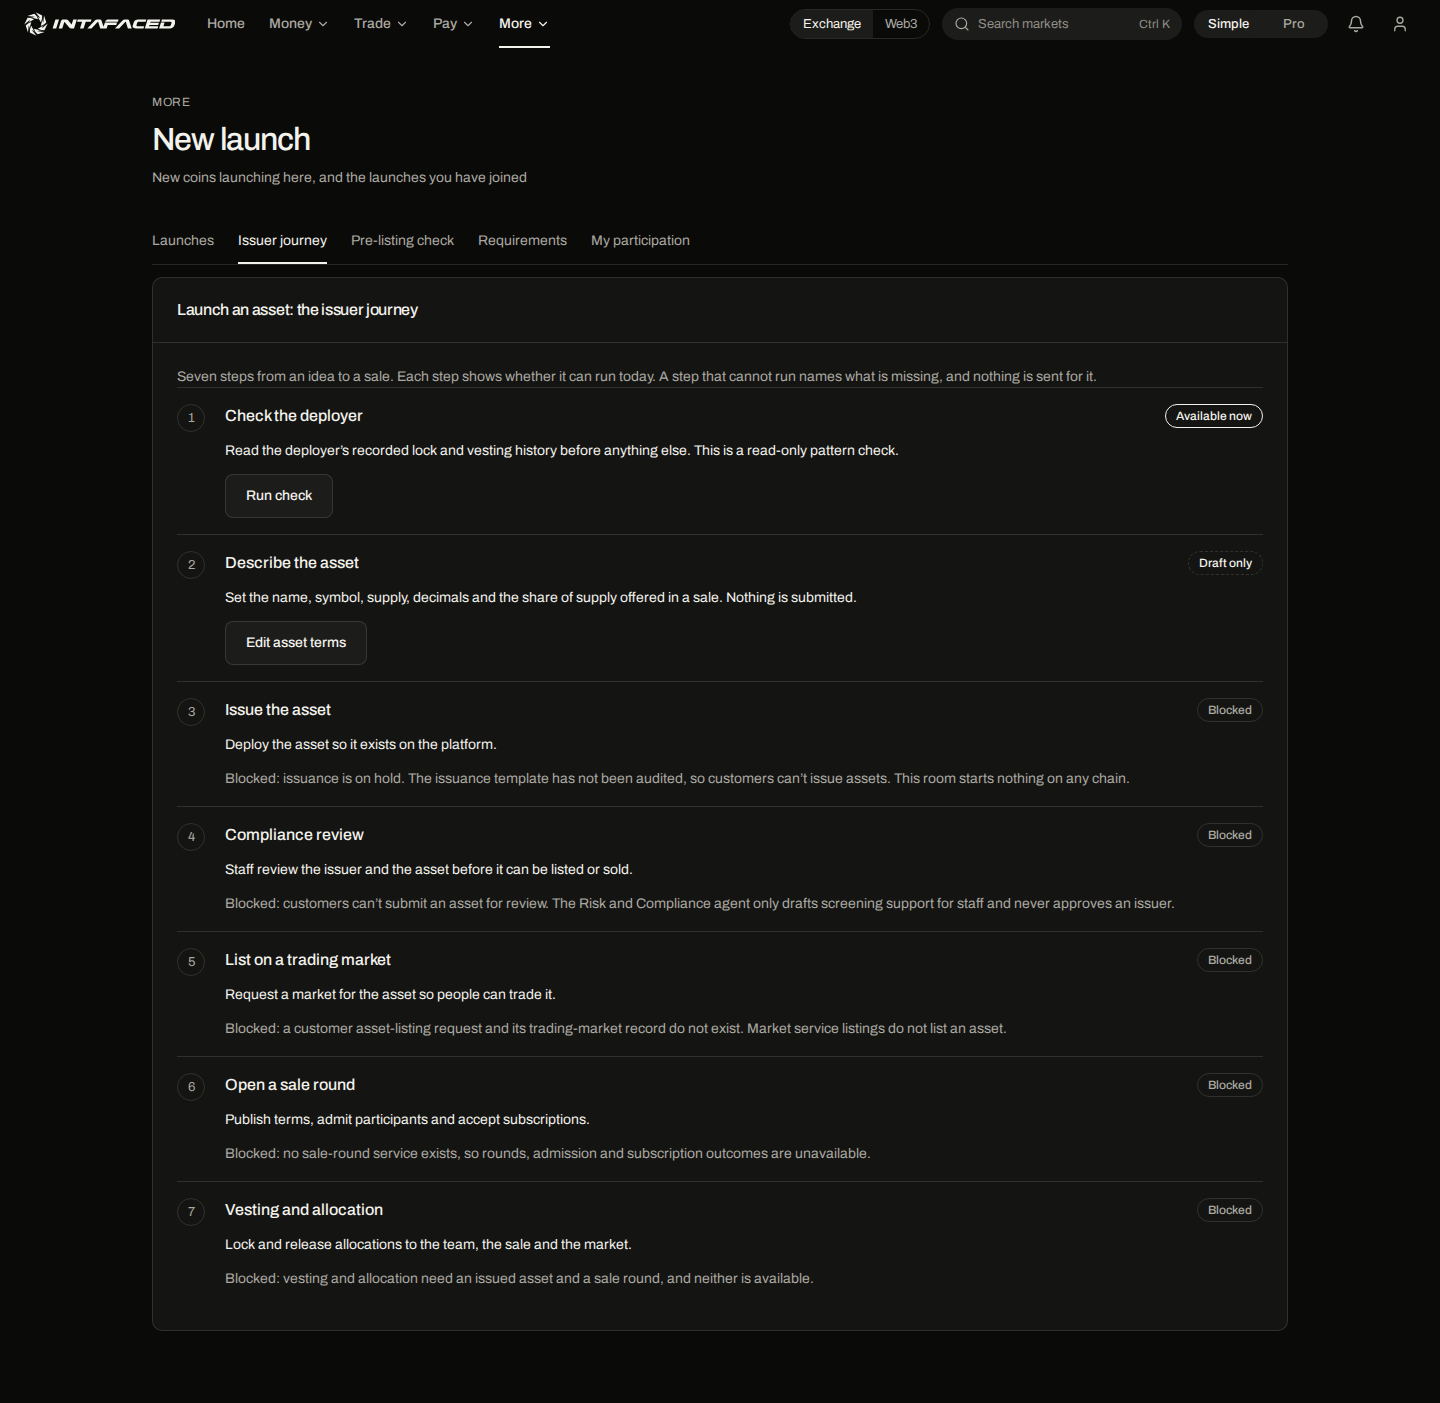 INTAFACED
Home
Money
Trade
Pay
More
Exchange
Web3
Search markets
Ctrl K
Simple
Pro
MORE
New launch
New coins launching here, and the launches you have joined
Launches
Issuer journey
Pre-listing check
Requirements
My participation
Launch an asset: the issuer journey
Seven steps from an idea to a sale. Each step shows whether it can run today. A step that cannot run names what is missing, and nothing is sent for it.
1
Check the deployer
Available now
Read the deployer’s recorded lock and vesting history before anything else. This is a read-only pattern check.
Run check
2
Describe the asset
Draft only
Set the name, symbol, supply, decimals and the share of supply offered in a sale. Nothing is submitted.
Edit asset terms
3
Issue the asset
Blocked
Deploy the asset so it exists on the platform.
Blocked: issuance is on hold. The issuance template has not been audited, so customers can’t issue assets. This room starts nothing on any chain.
4
Compliance review
Blocked
Staff review the issuer and the asset before it can be listed or sold.
Blocked: customers can’t submit an asset for review. The Risk and Compliance agent only drafts screening support for staff and never approves an issuer.
5
List on a trading market
Blocked
Request a market for the asset so people can trade it.
Blocked: a customer asset-listing request and its trading-market record do not exist. Market service listings do not list an asset.
6
Open a sale round
Blocked
Publish terms, admit participants and accept subscriptions.
Blocked: no sale-round service exists, so rounds, admission and subscription outcomes are unavailable.
7
Vesting and allocation
Blocked
Lock and release allocations to the team, the sale and the market.
Blocked: vesting and allocation need an issued asset and a sale round, and neither is available.